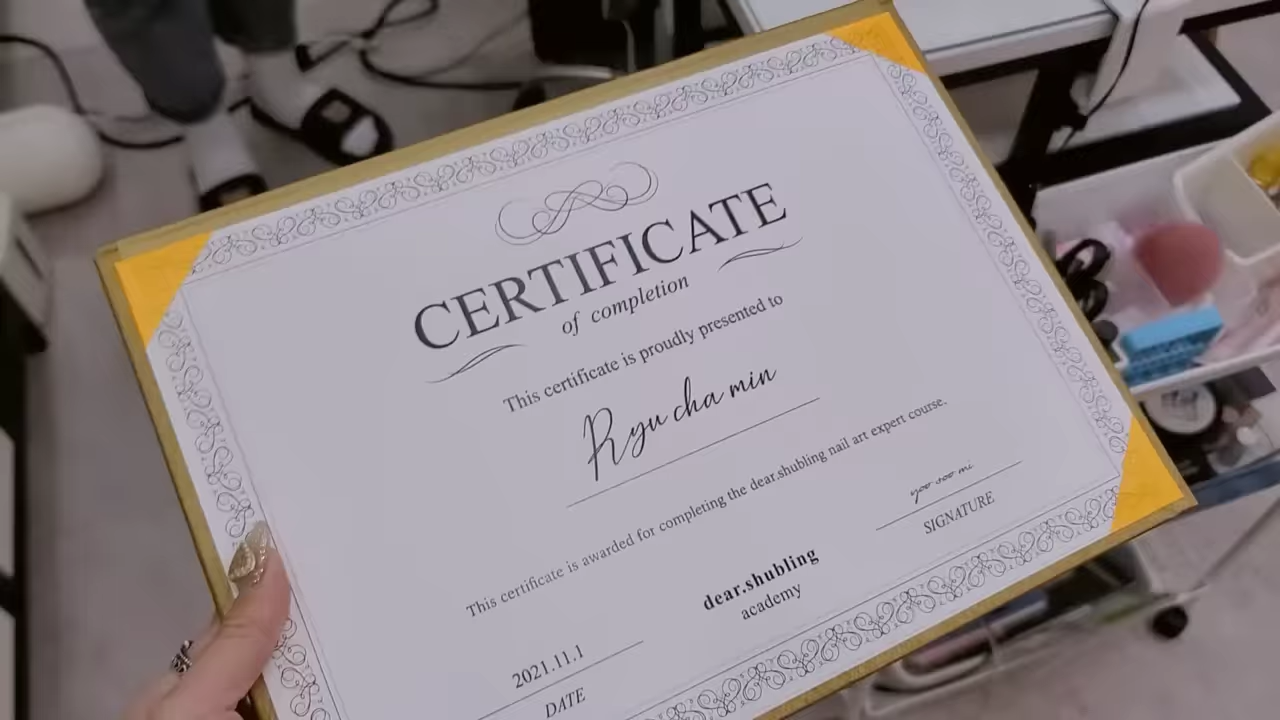 CERTIFICATE
of completion
This certificate is proudly presented to
Ryu cha min
This certificate is awarded for completing the dear.shubling nail art expert course.
yoo soo mi
SIGNATURE
dear.shubling
academy
2021.11.1
DATE